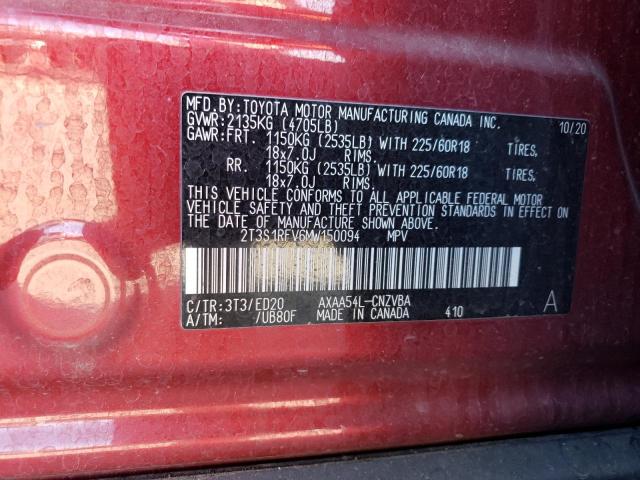 MFD.BY:TOYOTA MOTOR MANUFACTURING CANADA INC.
GVWR:2135KG (4705LB) 10/20
GAWR:FRT. 1150KG (2535LB) WITH 225/60R18 TIRES,
18x7.0J RIMS.
RR. 1150KG (2535LB) WITH 225/60R18 TIRES,
18x7.0J RIMS.
THIS VEHICLE CONFORMS TO ALL APPLICABLE FEDERAL MOTOR
VEHICLE SAFETY AND THEFT PREVENTION STANDARDS IN EFFECT ON
THE DATE OF MANUFACTURE SHOWN ABOVE.
2T3S1RFV6MW150094 MPV
C/TR:3T3/ED20 AXAA54L-CNZVBA A
A/TM: /UB80F MADE IN CANADA 410